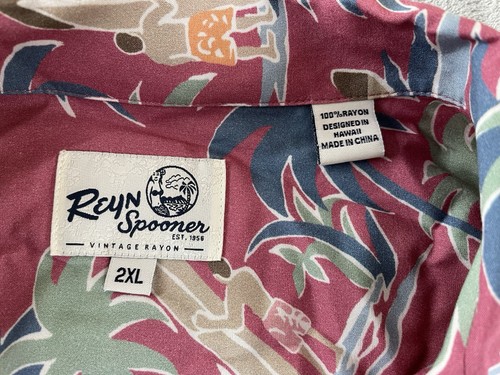 100%RAYON
DESIGNED IN
HAWAII
MADE IN CHINA
REYN
Spooner
EST. 1956
VINTAGE RAYON
2XL